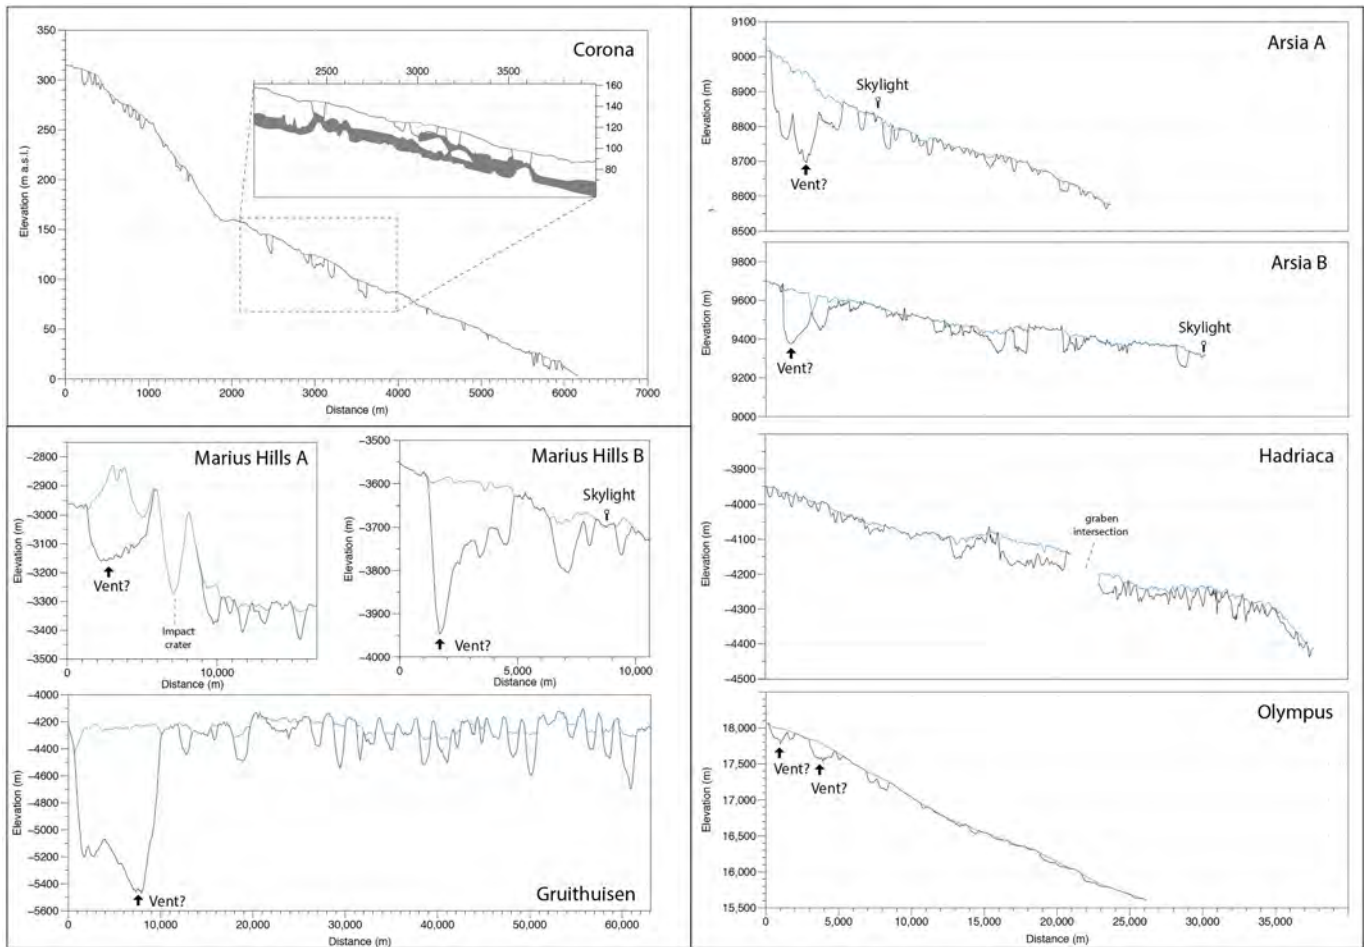 Corona
Elevation (m a.s.l.)
350
300
250
200
150
100
50
0
0 1000 2000 3000 4000 5000 6000 7000
Distance (m)
2500 3000 3500
160
140
120
100
80
Marius Hills A
Elevation (m)
–2800
–2900
–3000
–3100
–3200
–3300
–3400
–3500
Vent?
Impact
crater
0 10,000
Distance (m)
Marius Hills B
Elevation (m)
–3500
–3600
–3700
–3800
–3900
–4000
Skylight
Vent?
0 5,000 10,000
Distance (m)
Gruithuisen
Elevation (m)
–4000
–4200
–4400
–4600
–4800
–5000
–5200
–5400
–5600
Vent?
0 10,000 20,000 30,000 40,000 50,000 60,000
Distance (m)
Arsia A
Elevation (m)
9100
9000
8900
8800
8700
8600
8500
Skylight
Vent?
Arsia B
Elevation (m)
9800
9600
9400
9200
9000
Skylight
Vent?
Hadriaca
Elevation (m)
–3900
–4000
–4100
–4200
–4300
–4400
–4500
graben
intersection
Olympus
Elevation (m)
18,000
17,500
17,000
16,500
16,000
15,500
Vent?
Vent?
0 5,000 10,000 15,000 20,000 25,000 30,000 35,000
Distance (m)